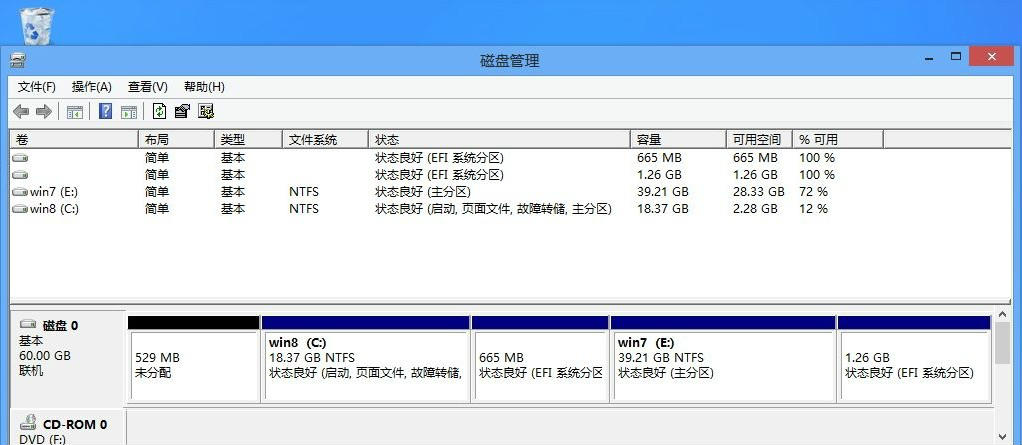 磁盘管理
文件(F) 操作(A) 查看(V) 帮助(H)
卷 布局 类型 文件系统 状态 容量 可用空间 % 可用
简单 基本 状态良好 (EFI 系统分区) 665 MB 665 MB 100 %
简单 基本 状态良好 (EFI 系统分区) 1.26 GB 1.26 GB 100 %
win7 (E:) 简单 基本 NTFS 状态良好 (主分区) 39.21 GB 28.33 GB 72 %
win8 (C:) 简单 基本 NTFS 状态良好 (启动, 页面文件, 故障转储, 主分区) 18.37 GB 2.28 GB 12 %
磁盘 0
基本
60.00 GB
联机
529 MB
未分配
win8 (C:)
18.37 GB NTFS
状态良好 (启动, 页面文件, 故障转储,
665 MB
状态良好 (EFI 系统分区
win7 (E:)
39.21 GB NTFS
状态良好 (主分区)
1.26 GB
状态良好 (EFI 系统分区)
CD-ROM 0
DVD (F:)